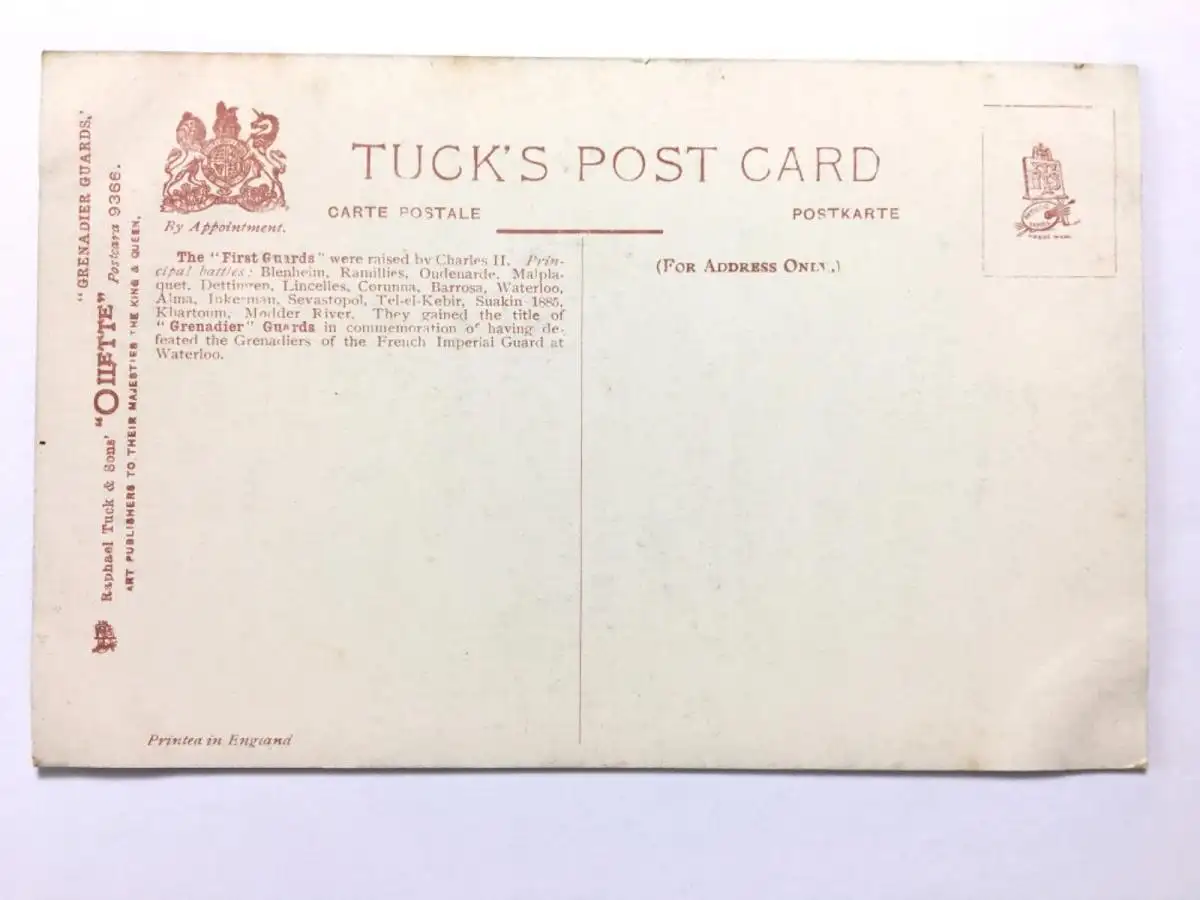 TUCK'S POST CARD
CARTE POSTALE
POSTKARTE
By Appointment.
(FOR ADDRESS ONLY.)
The "First Guards" were raised by Charles II. Prin-
cipal battles: Blenheim, Ramillies, Oudenarde, Malpla-
quet, Dettingen, Lincelles, Corunna, Barrosa, Waterloo,
Alma, Inkerman, Sevastopol, Tel-el-Kebir, Suakin 1885,
Khartoum, Modder River. They gained the title of
"Grenadier" Guards in commemoration of having de-
feated the Grenadiers of the French Imperial Guard at
Waterloo.
"GRENADIER GUARDS,"
Raphael Tuck & Sons' "OILETTE" Postcard 9366.
ART PUBLISHERS TO THEIR MAJESTIES THE KING & QUEEN.
Printed in England